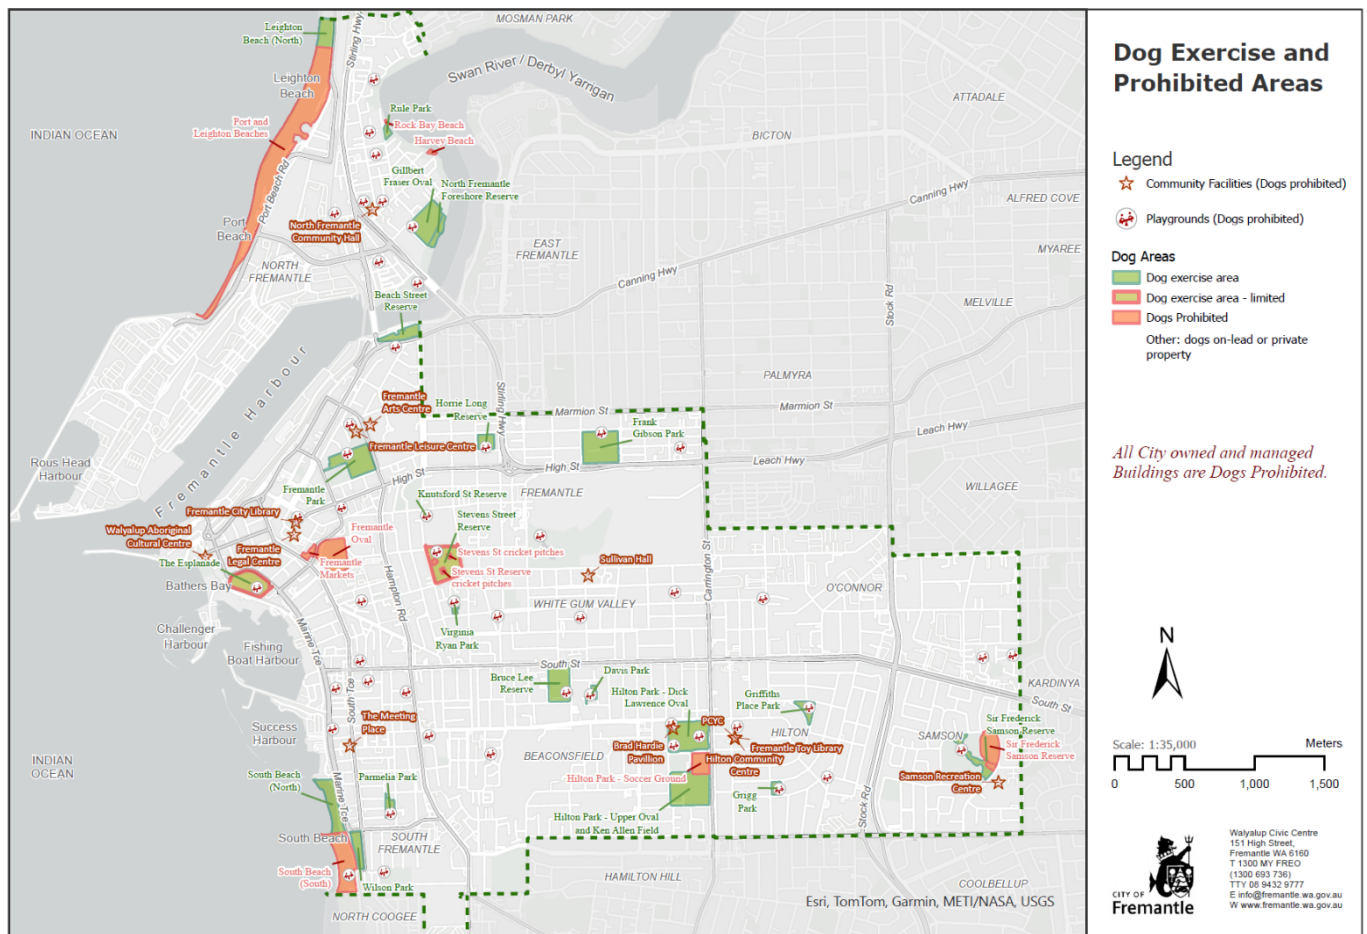 Leighton
Beach (North)
Stirling Hwy
MOSMAN PARK
Swan River / Derbyl Yarrigan
Leighton
Beach
ATTADALE
INDIAN OCEAN
Port and
Leighton Beaches
Rule Park
Rock Bay Beach
Harvey Beach
BICTON
Port Beach Rd
Gillbert
Fraser Oval
North Fremantle
Foreshore Reserve
Canning Hwy
ALFRED COVE
Port
Beach
North Fremantle
Community Hall
EAST
FREMANTLE
MYAREE
NORTH
FREMANTLE
Canning Hwy
Beach Street
Reserve
Stock Rd
MELVILLE
Fremantle Harbour
PALMYRA
Fremantle
Arts Centre
Horrie Long
Reserve
Stirling Hwy
Marmion St
Marmion St
Frank
Gibson Park
Leach Hwy
Fremantle Leisure Centre
Rous Head
Harbour
High St
High St
Leach Hwy
Fremantle
Park
Knutsford St Reserve
FREMANTLE
WILLAGEE
Fremantle City Library
Stevens Street
Reserve
Walyalup Aboriginal
Cultural Centre
Fremantle
Legal Centre
Fremantle
Oval
Stevens St cricket pitches
Sullivan Hall
The Esplanade
Fremantle
Markets
Stevens St Reserve
cricket pitches
Carrington St
Bathers Bay
Hampton Rd
WHITE GUM VALLEY
O'CONNOR
Challenger
Harbour
Marine Tce
Virginia
Ryan Park
Fishing
Boat Harbour
South St
Bruce Lee
Reserve
Davis Park
KARDINYA
South St
Hilton Park - Dick
Lawrence Oval
Griffiths
Place Park
South Tce
The Meeting
Place
PCYC
Sir Frederick
Samson Reserve
Success
Harbour
HILTON
SAMSON
Brad Hardie
Pavillion
Fremantle Toy Library
Sir Frederick
Samson Reserve
INDIAN
OCEAN
BEACONSFIELD
Hilton Community
Centre
South Beach
(North)
Parmelia Park
Hilton Park - Soccer Ground
Samson Recreation
Centre
Marine Tce
Grigg
Park
Stock Rd
Hilton Park - Upper Oval
and Ken Allen Field
South Beach
SOUTH
FREMANTLE
South Beach
(South)
Wilson Park
HAMILTON HILL
COOLBELLUP
NORTH COOGEE
Esri, TomTom, Garmin, METI/NASA, USGS
Dog Exercise and
Prohibited Areas
Legend
Community Facilities (Dogs prohibited)
Playgrounds (Dogs prohibited)
Dog Areas
Dog exercise area
Dog exercise area - limited
Dogs Prohibited
Other: dogs on-lead or private
property
All City owned and managed
Buildings are Dogs Prohibited.
N
Scale: 1:35,000
Meters
0 500 1,000 1,500
CITY OF
Fremantle
Walyalup Civic Centre
151 High Street,
Fremantle WA 6160
T 1300 MY FREO
(1300 693 736)
TTY 08 9432 9777
E info@fremantle.wa.gov.au
W www.fremantle.wa.gov.au